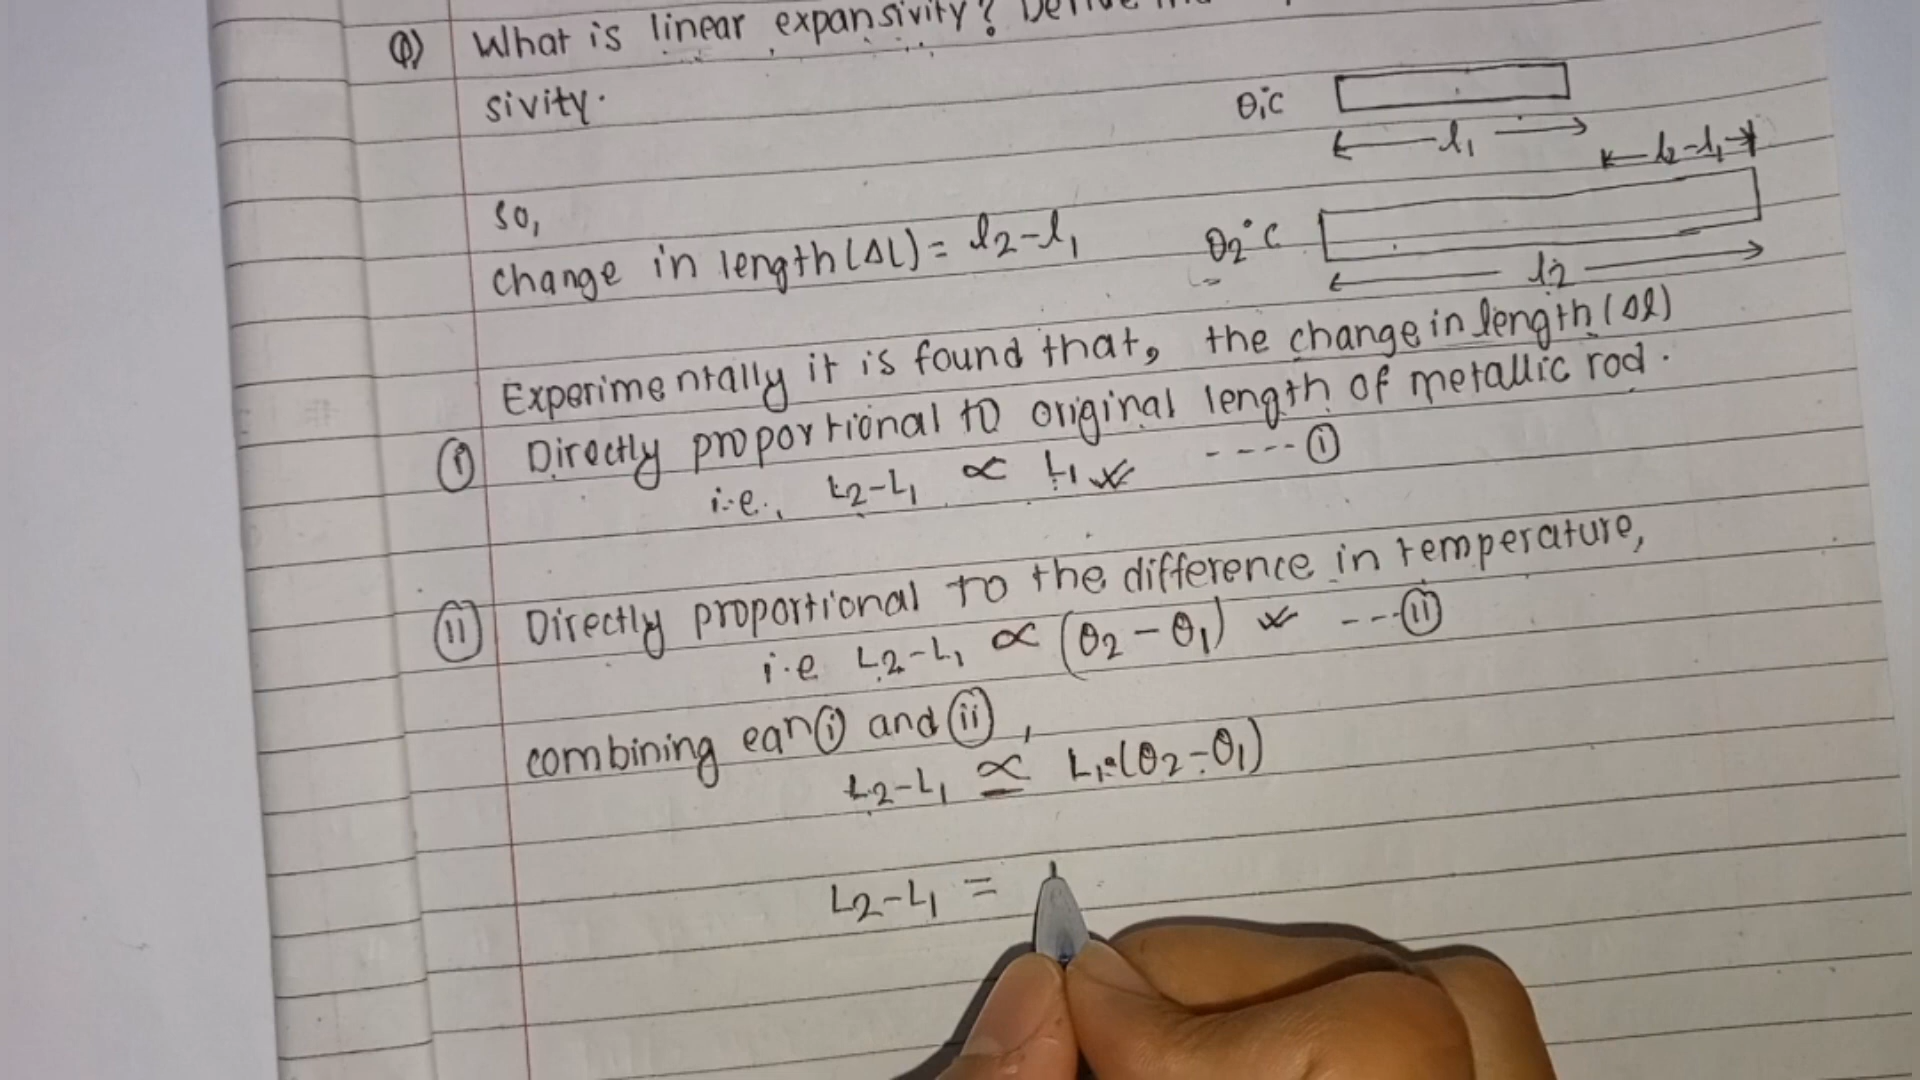 Q) What is linear expansivity?
sivity.
θ₁°C
l₁
l₂-l₁
so,
change in length (Δl) = l₂-l₁
θ₂°C
l₂
Experimentally it is found that, the change in length (Δl)
(i) Directly proportional to original length of metallic rod.
i.e., L₂-L₁ ∝ L₁ ---- (i)
(ii) Directly proportional to the difference in temperature,
i.e L₂-L₁ ∝ (θ₂ - θ₁) --- (ii)
combining eqn (i) and (ii),
L₂-L₁ ∝ L₁.(θ₂-θ₁)
L₂-L₁ =